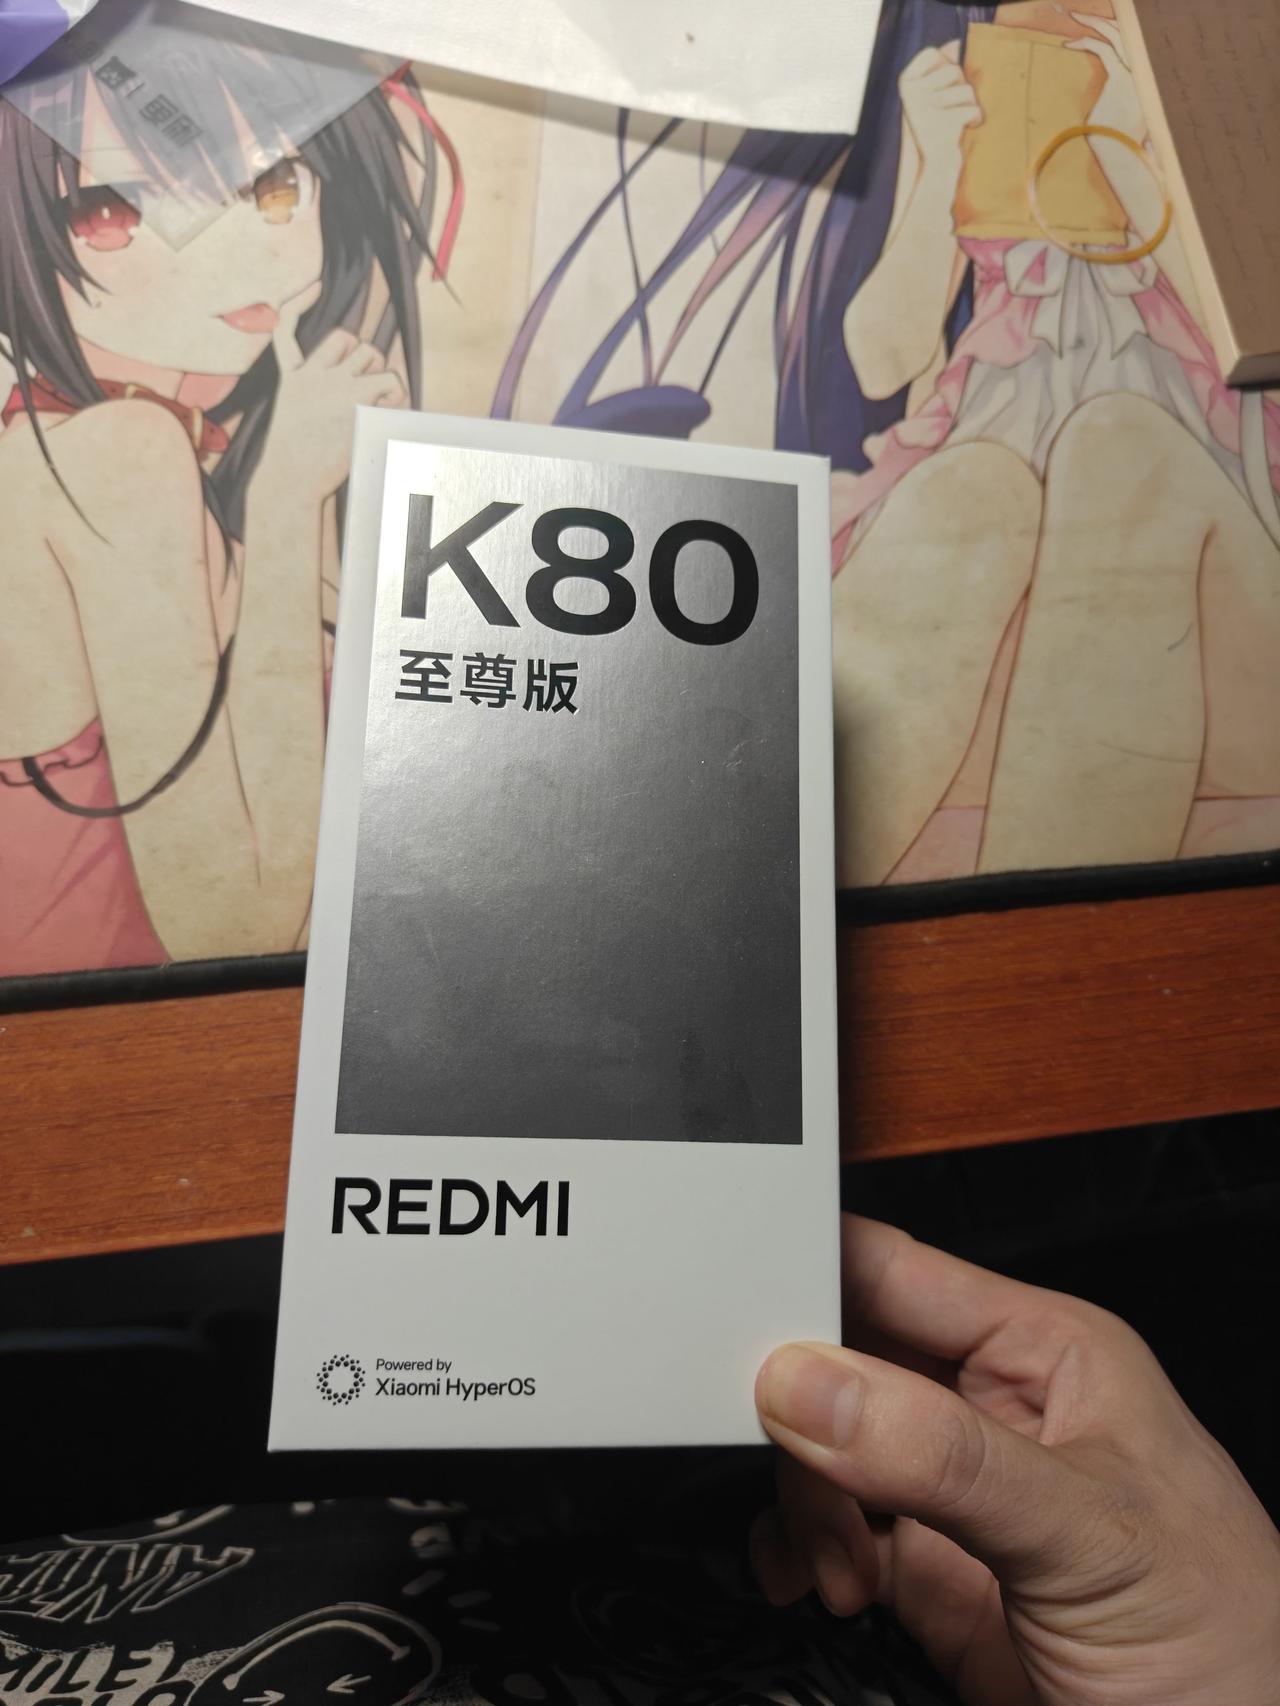 K80
至尊版
REDMI
Powered by
Xiaomi HyperOS